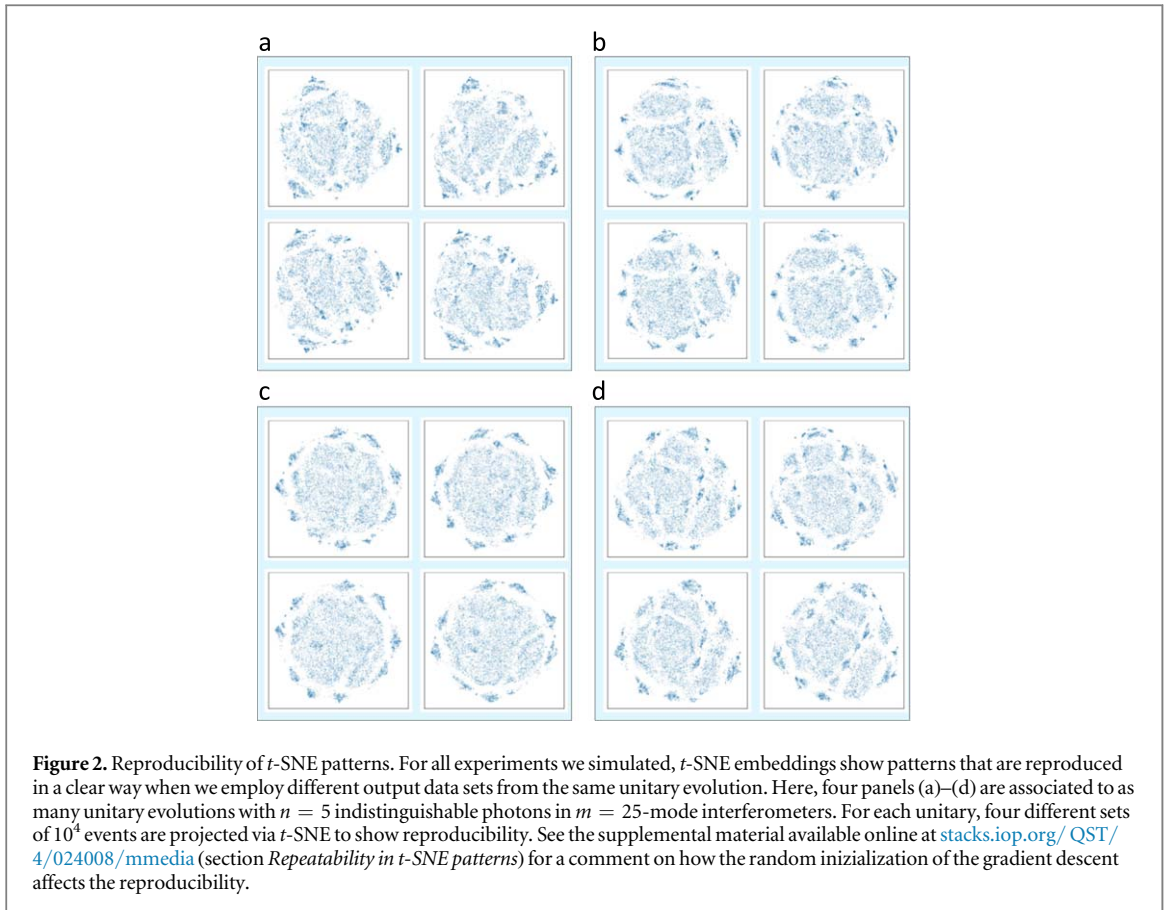 a
b
c
d
Figure 2. Reproducibility of t-SNE patterns. For all experiments we simulated, t-SNE embeddings show patterns that are reproduced
in a clear way when we employ different output data sets from the same unitary evolution. Here, four panels (a)–(d) are associated to as
many unitary evolutions with n = 5 indistinguishable photons in m = 25-mode interferometers. For each unitary, four different sets
of 10⁴ events are projected via t-SNE to show reproducibility. See the supplemental material available online at stacks.iop.org/ QST/
4/024008/mmedia (section Repeatability in t-SNE patterns) for a comment on how the random inizialization of the gradient descent
affects the reproducibility.